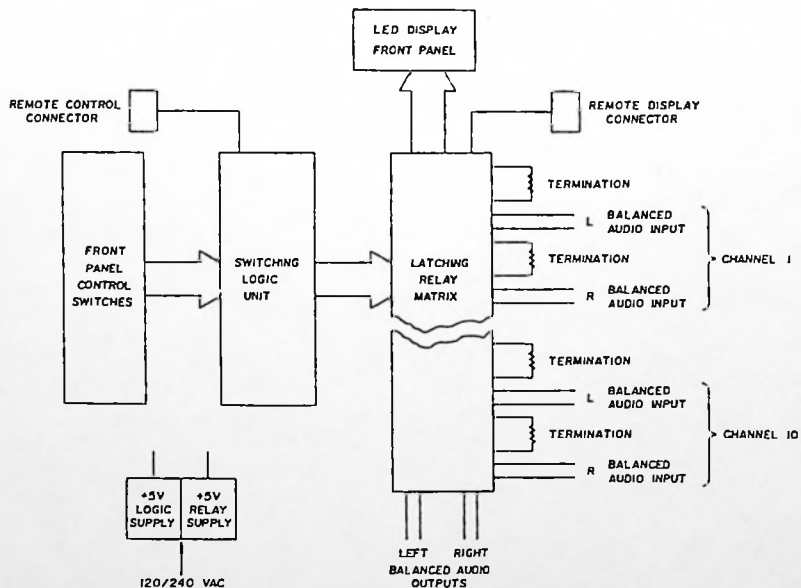 LED DISPLAY
FRONT PANEL
REMOTE CONTROL
CONNECTOR
REMOTE DISPLAY
CONNECTOR
FRONT
PANEL
CONTROL
SWITCHES
SWITCHING
LOGIC
UNIT
LATCHING
RELAY
MATRIX
TERMINATION
L BALANCED
AUDIO INPUT
TERMINATION
R BALANCED
AUDIO INPUT
CHANNEL 1
TERMINATION
L BALANCED
AUDIO INPUT
TERMINATION
R BALANCED
AUDIO INPUT
CHANNEL 10
+5V
LOGIC
SUPPLY
+5V
RELAY
SUPPLY
120/240 VAC
LEFT RIGHT
BALANCED AUDIO
OUTPUTS